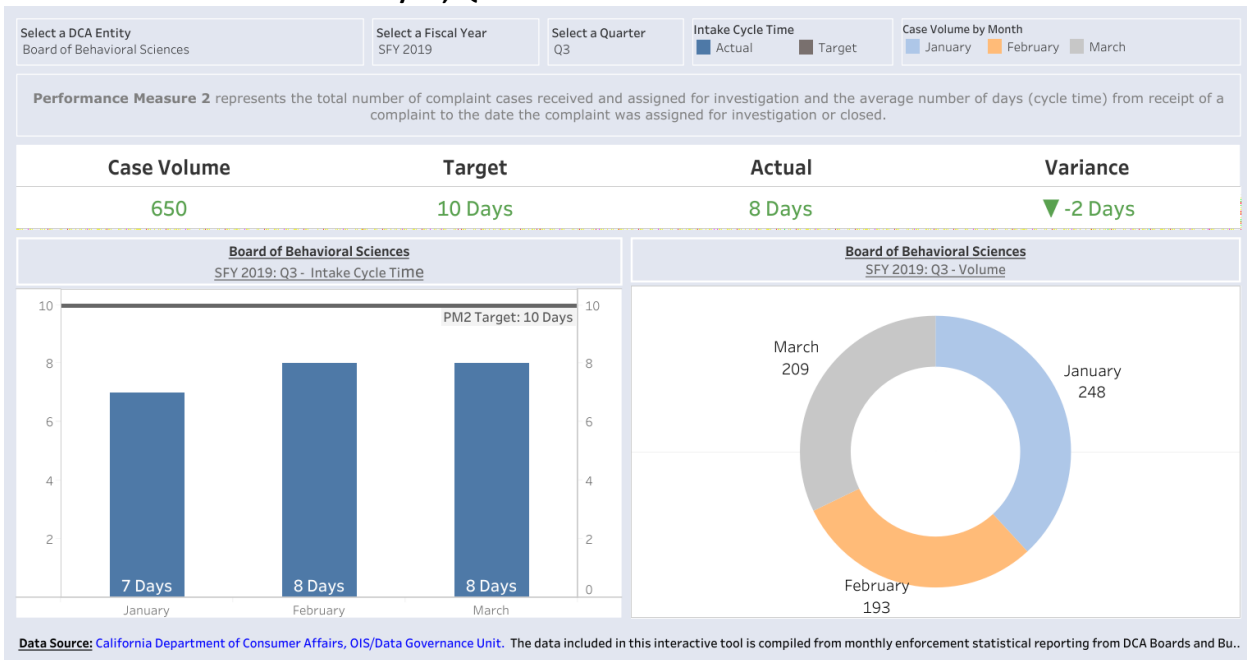 Select a DCA Entity
Board of Behavioral Sciences
Select a Fiscal Year
SFY 2019
Select a Quarter
Q3
Intake Cycle Time
Actual Target
Case Volume by Month
January February March
Performance Measure 2 represents the total number of complaint cases received and assigned for investigation and the average number of days (cycle time) from receipt of a
complaint to the date the complaint was assigned for investigation or closed.
Case Volume Target Actual Variance
650 10 Days 8 Days ▼ -2 Days
Board of Behavioral Sciences
SFY 2019: Q3 - Intake Cycle Time
10 10
PM2 Target: 10 Days
8 8
6 6
4 4
2 2
7 Days 8 Days 8 Days 0
January February March
Board of Behavioral Sciences
SFY 2019: Q3 - Volume
March
209
January
248
February
193
Data Source: California Department of Consumer Affairs, OIS/Data Governance Unit. The data included in this interactive tool is compiled from monthly enforcement statistical reporting from DCA Boards and Bu..